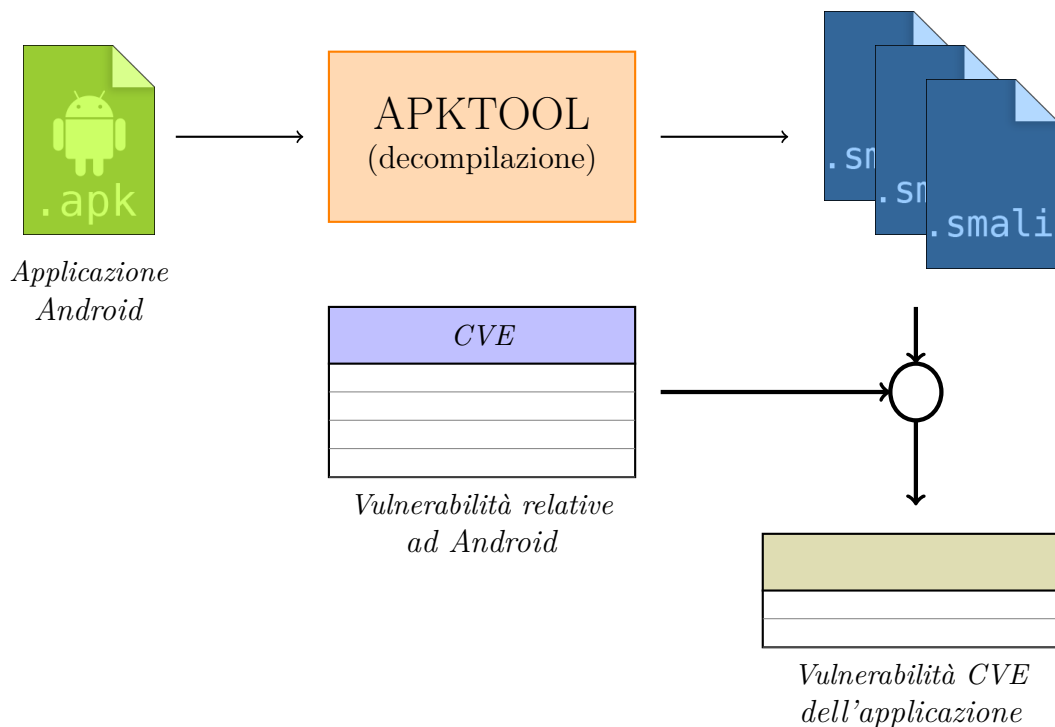 .apk
Applicazione
Android
APKTOOL
(decompilazione)
.sm
.sm
.smali
CVE
Vulnerabilità relative
ad Android
Vulnerabilità CVE
dell'applicazione